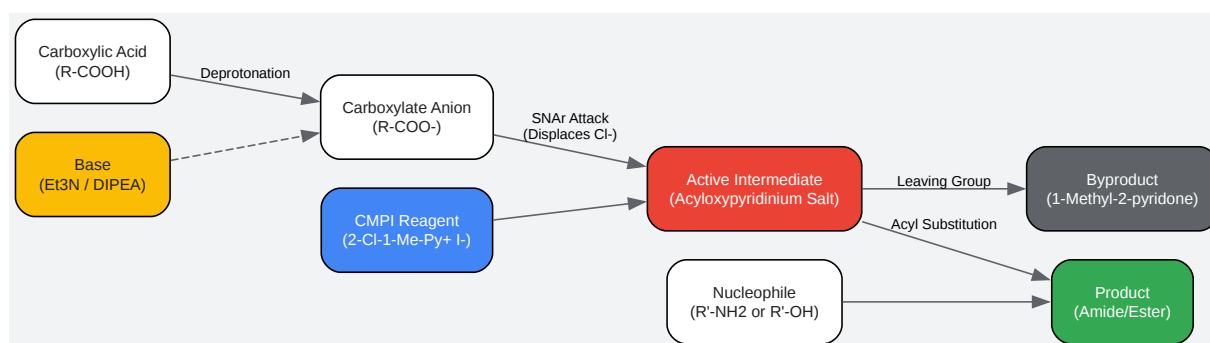 Carboxylic Acid
(R-COOH)
Deprotonation
Base
(Et3N / DIPEA)
Carboxylate Anion
(R-COO-)
SNAr Attack
(Displaces Cl-)
CMPI Reagent
(2-Cl-1-Me-Py+ I-)
Active Intermediate
(Acyloxypyridinium Salt)
Leaving Group
Byproduct
(1-Methyl-2-pyridone)
Acyl Substitution
Nucleophile
(R'-NH2 or R'-OH)
Product
(Amide/Ester)